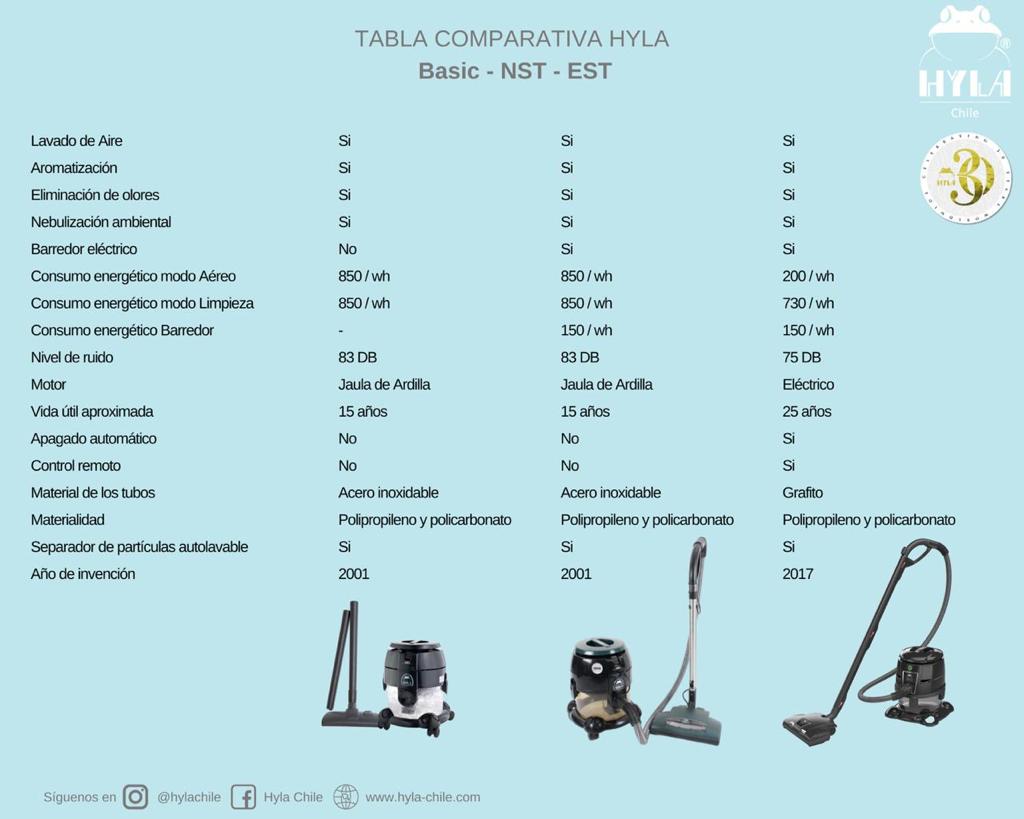 TABLA COMPARATIVA HYLA
Basic - NST - EST
HYLA ®
Chile
HYLA 30
Lavado de Aire Si Si Si
Aromatización Si Si Si
Eliminación de olores Si Si Si
Nebulización ambiental Si Si Si
Barredor eléctrico No Si Si
Consumo energético modo Aéreo 850 / wh 850 / wh 200 / wh
Consumo energético modo Limpieza 850 / wh 850 / wh 730 / wh
Consumo energético Barredor - 150 / wh 150 / wh
Nivel de ruido 83 DB 83 DB 75 DB
Motor Jaula de Ardilla Jaula de Ardilla Eléctrico
Vida útil aproximada 15 años 15 años 25 años
Apagado automático No No Si
Control remoto No No Si
Material de los tubos Acero inoxidable Acero inoxidable Grafito
Materialidad Polipropileno y policarbonato Polipropileno y policarbonato Polipropileno y policarbonato
Separador de partículas autolavable Si Si Si
Año de invención 2001 2001 2017
Síguenos en @hylachile Hyla Chile www.hyla-chile.com